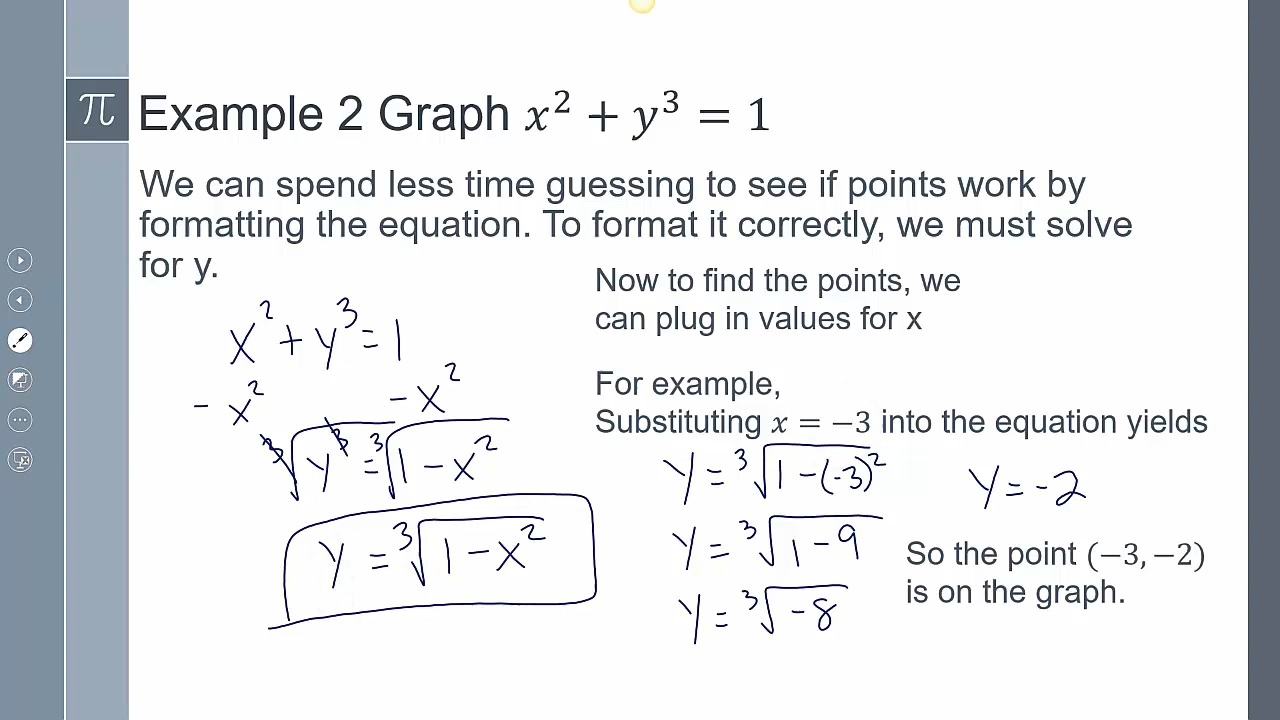 π
Example 2 Graph x² + y³ = 1
We can spend less time guessing to see if points work by
formatting the equation. To format it correctly, we must solve
for y.
x² + y³ = 1
- x² - x²
∛y³ = ∛1 - x²
y = ∛1 - x²
Now to find the points, we
can plug in values for x
For example,
Substituting x = −3 into the equation yields
y = ∛1 - (-3)²
y = ∛1 - 9
y = ∛-8
y = -2
So the point (−3, −2)
is on the graph.